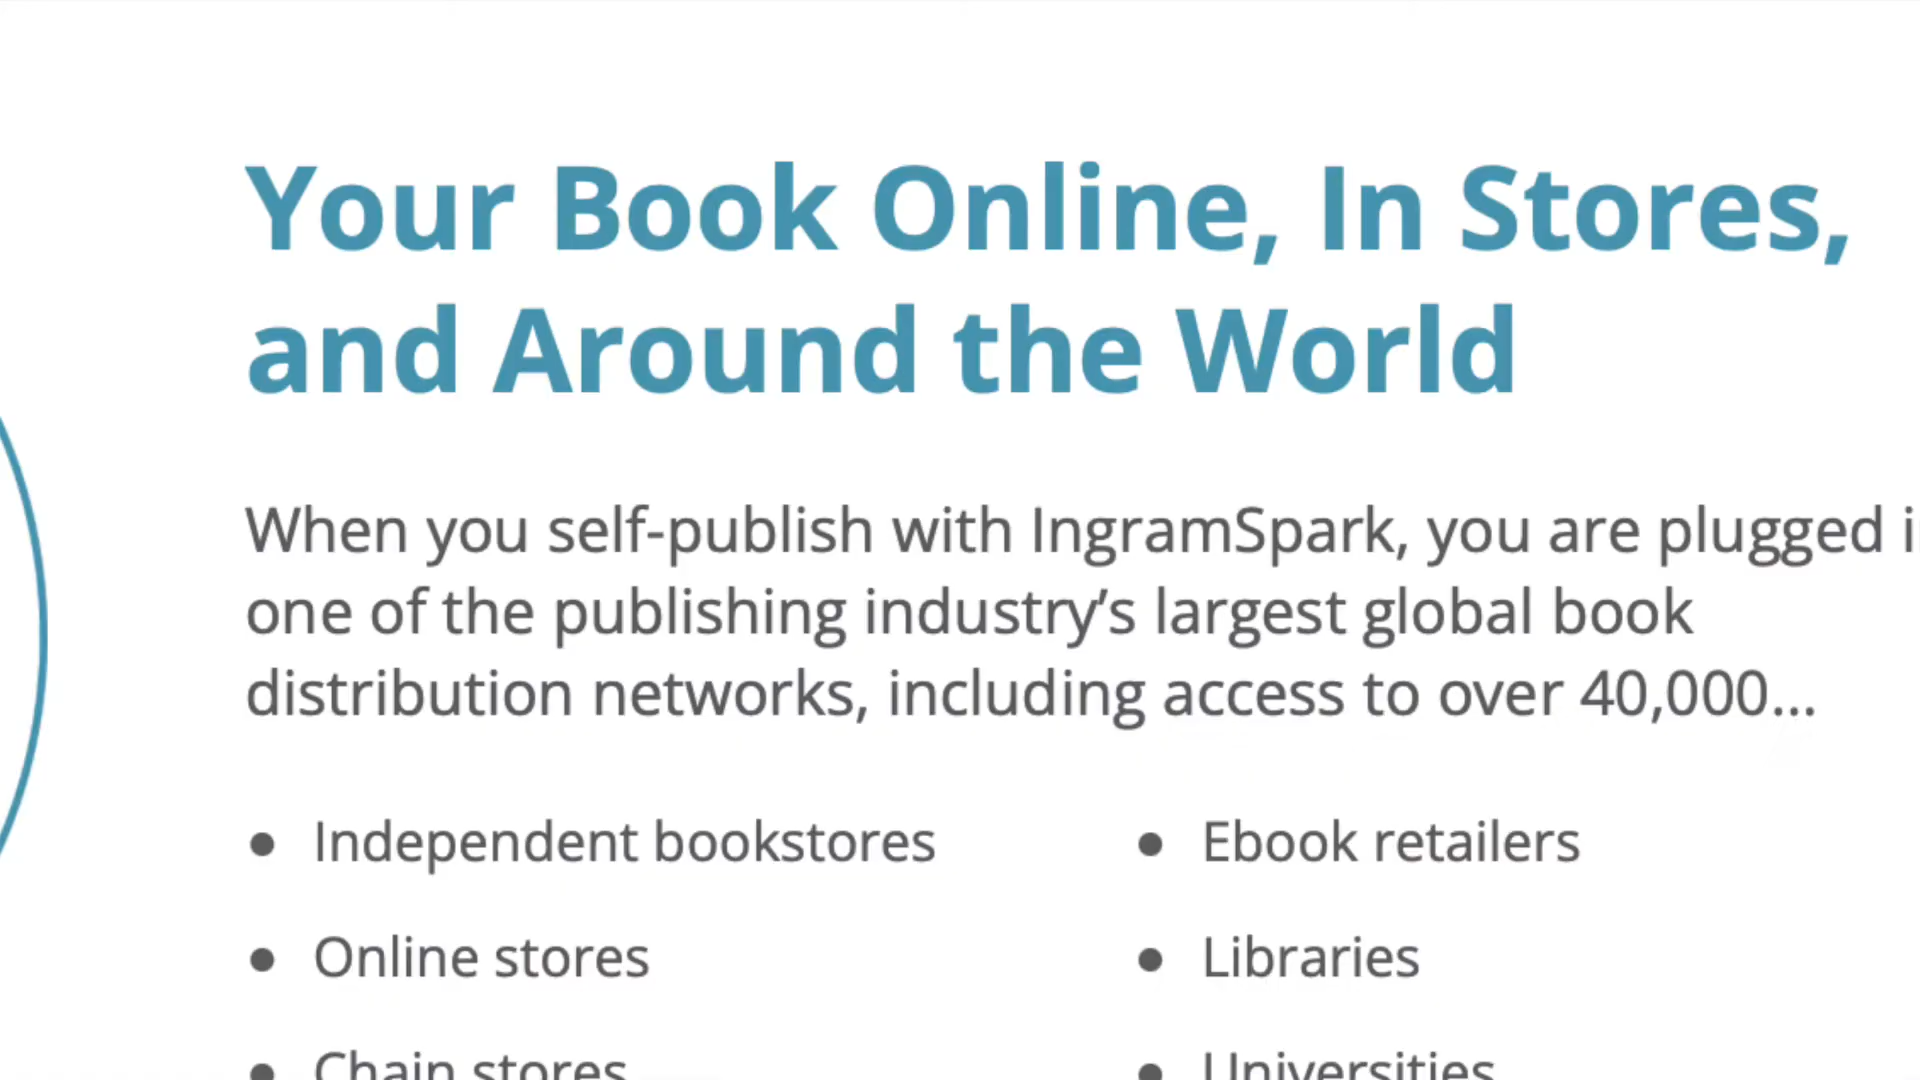 Your Book Online, In Stores,
and Around the World
When you self-publish with IngramSpark, you are plugged
one of the publishing industry’s largest global book
distribution networks, including access to over 40,000...
• Independent bookstores
• Ebook retailers
• Online stores
• Libraries
• Chain stores
• Universities